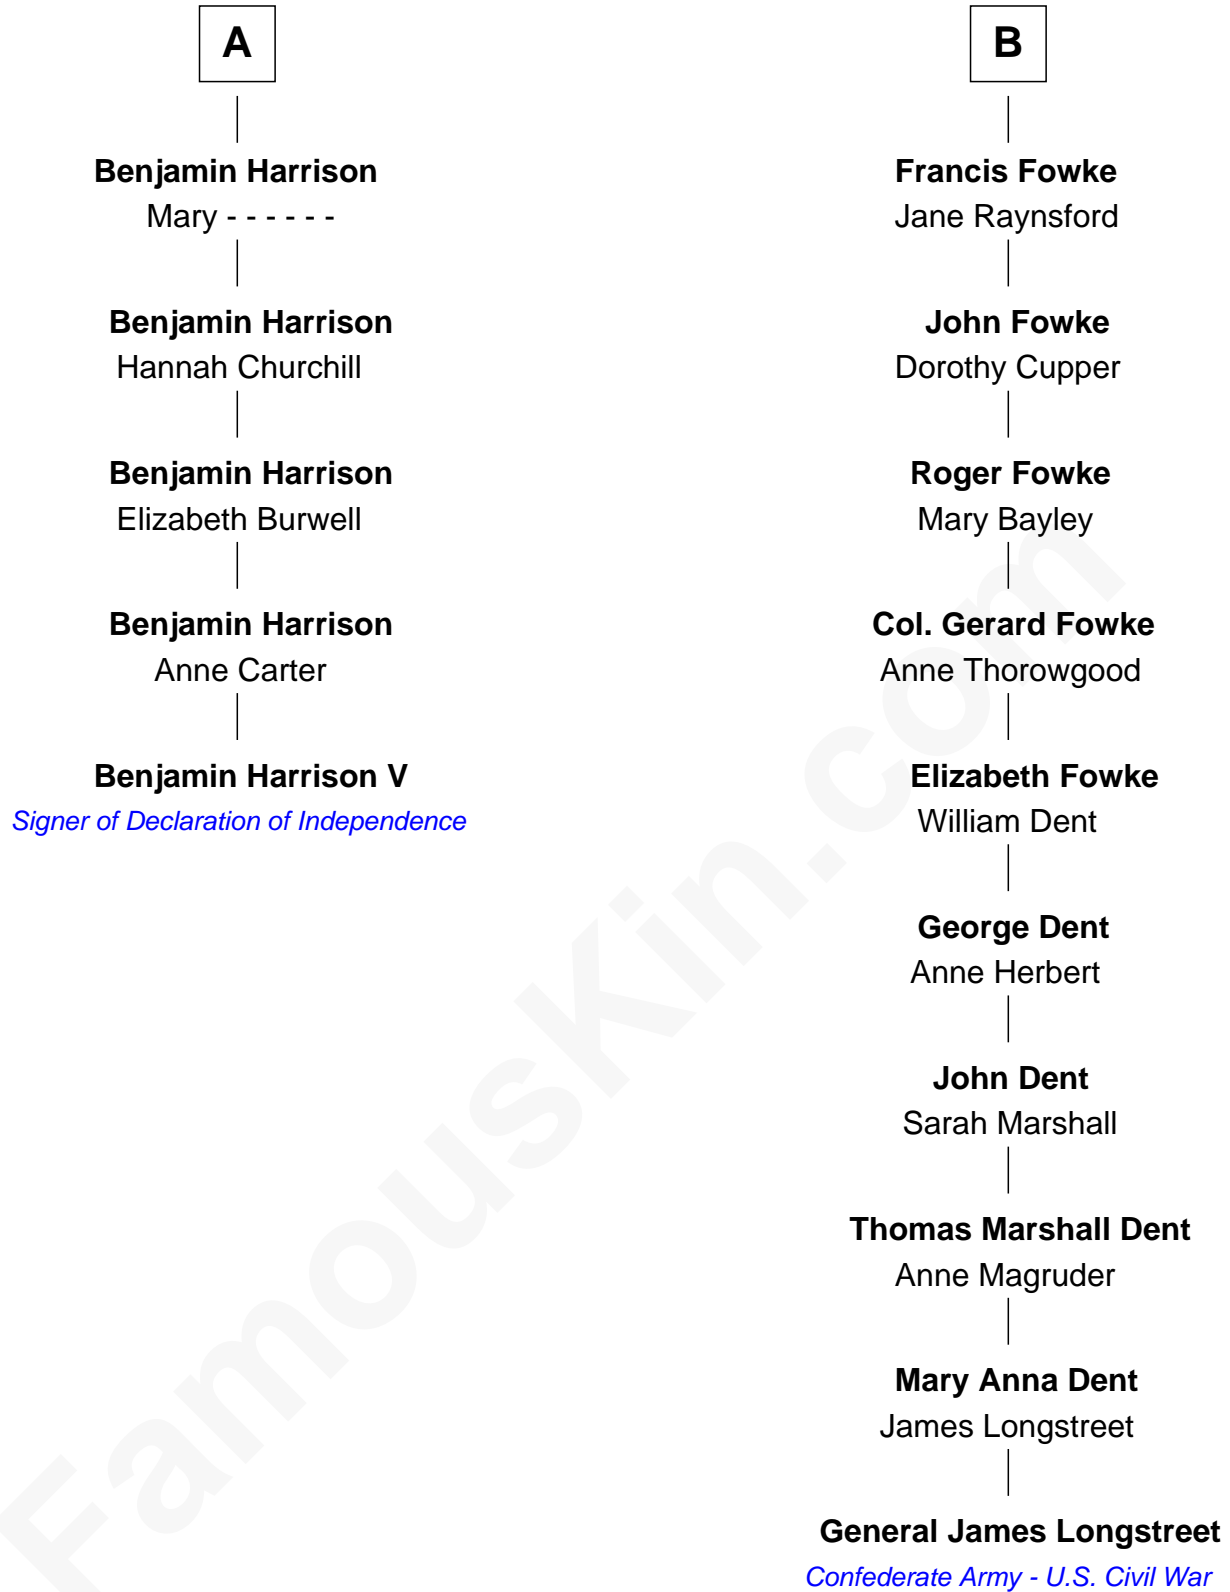 A
Benjamin Harrison
Mary - - - - - -
Benjamin Harrison
Hannah Churchill
Benjamin Harrison
Elizabeth Burwell
Benjamin Harrison
Anne Carter
Benjamin Harrison V
Signer of Declaration of Independence
B
Francis Fowke
Jane Raynsford
John Fowke
Dorothy Cupper
Roger Fowke
Mary Bayley
Col. Gerard Fowke
Anne Thorowgood
Elizabeth Fowke
William Dent
George Dent
Anne Herbert
John Dent
Sarah Marshall
Thomas Marshall Dent
Anne Magruder
Mary Anna Dent
James Longstreet
General James Longstreet
Confederate Army - U.S. Civil War
FamousKin.com